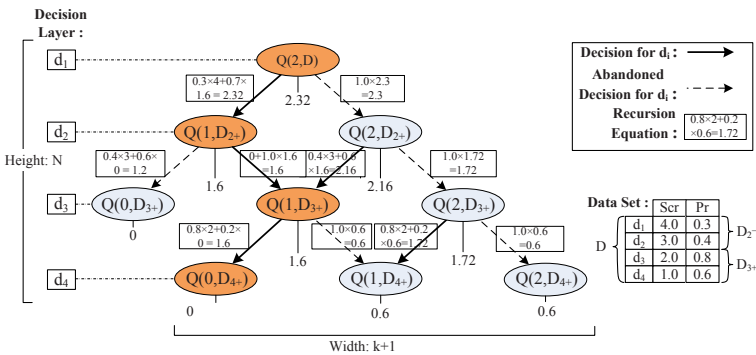 Decision
Layer :
d1
Q(2,D)
0.3×4+0.7×
1.6 = 2.32
2.32
1.0×2.3
=2.3
d2
Q(1,D2+)
Q(2,D2+)
0.4×3+0.6×
0 = 1.2
1.6
0+1.0×1.6
=1.6
0.4×3+0.6
×1.6=2.16
2.16
1.0×1.72
=1.72
Height: N
d3
Q(0,D3+)
0
Q(1,D3+)
Q(2,D3+)
0.8×2+0.2×
0 = 1.6
1.6
1.0×0.6
=0.6
0.8×2+0.2
×0.6=1.72
1.72
1.0×0.6
=0.6
d4
Q(0,D4+)
0
Q(1,D4+)
0.6
Q(2,D4+)
0.6
Width: k+1
Decision for di :
Abandoned
Decision for di :
Recursion
Equation :
0.8×2+0.2
×0.6=1.72
Data Set :
Scr Pr
d1 4.0 0.3
d2 3.0 0.4
d3 2.0 0.8
d4 1.0 0.6
D
D2-
D3+